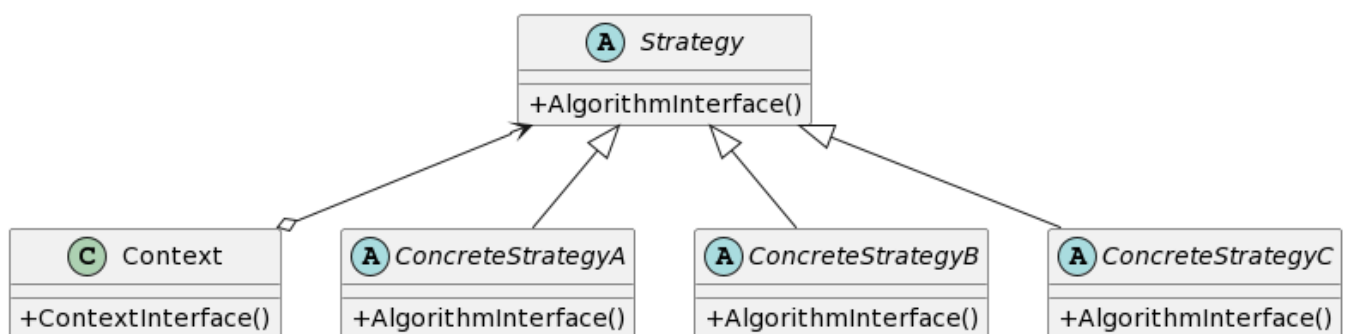 A Strategy
+AlgorithmInterface()
C Context
A ConcreteStrategyA
A ConcreteStrategyB
A ConcreteStrategyC
+ContextInterface()
+AlgorithmInterface()
+AlgorithmInterface()
+AlgorithmInterface()